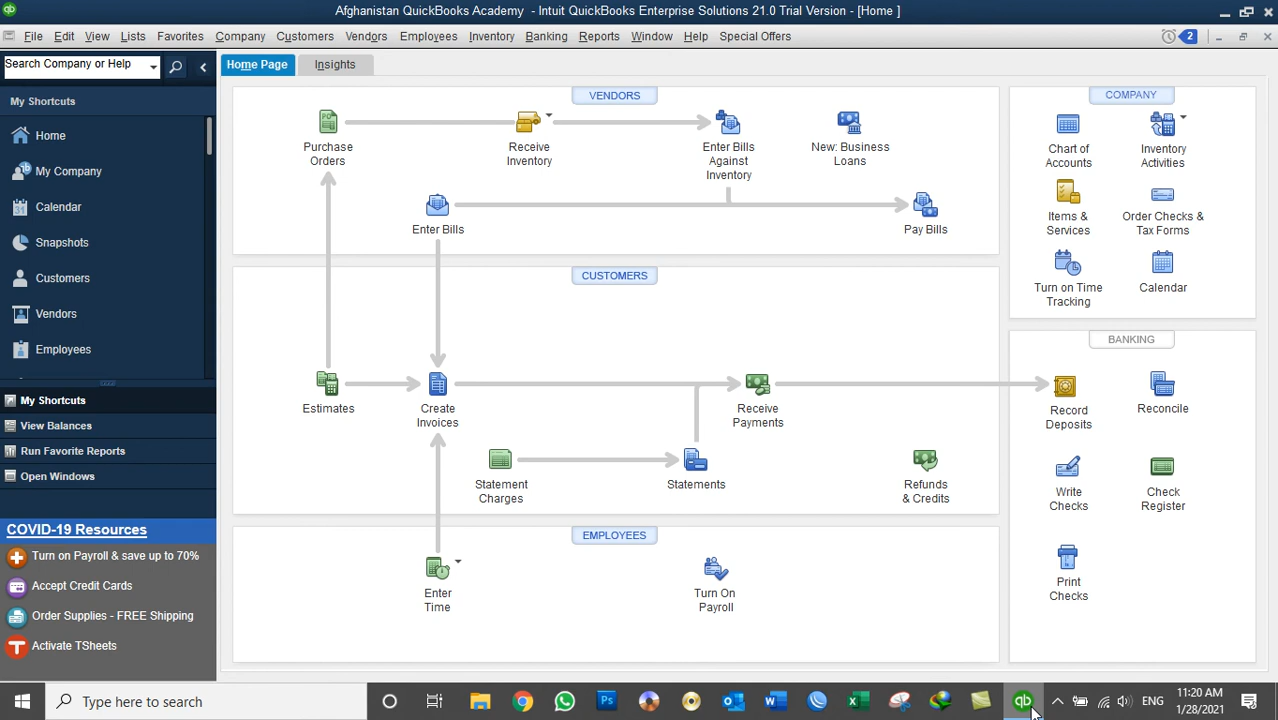 Afghanistan QuickBooks Academy - Intuit QuickBooks Enterprise Solutions 21.0 Trial Version - [Home ]
File Edit View Lists Favorites Company Customers Vendors Employees Inventory Banking Reports Window Help Special Offers 2
Search Company or Help
Home Page Insights
My Shortcuts
Home
My Company
Calendar
Snapshots
Customers
Vendors
Employees
My Shortcuts
View Balances
Run Favorite Reports
Open Windows
COVID-19 Resources
Turn on Payroll & save up to 70%
Accept Credit Cards
Order Supplies - FREE Shipping
Activate TSheets
VENDORS
Purchase
Orders
Receive
Inventory
Enter Bills
Against
Inventory
New: Business
Loans
Enter Bills
Pay Bills
CUSTOMERS
Estimates
Create
Invoices
Receive
Payments
Statement
Charges
Statements
Refunds
& Credits
EMPLOYEES
Enter
Time
Turn On
Payroll
COMPANY
Chart of
Accounts
Inventory
Activities
Items &
Services
Order Checks &
Tax Forms
Turn on Time
Tracking
Calendar
BANKING
Record
Deposits
Reconcile
Write
Checks
Check
Register
Print
Checks
Type here to search
ENG
11:20 AM
1/28/2021